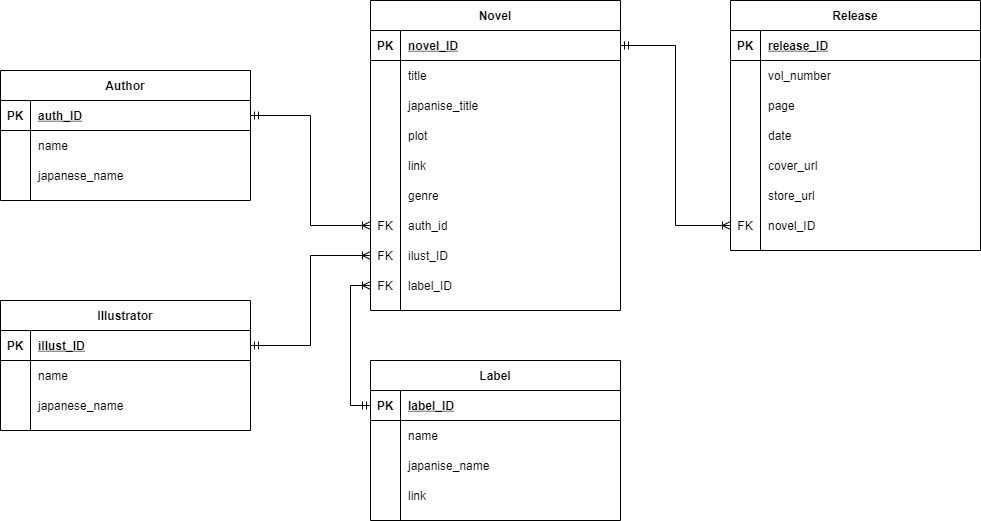 Novel
PK novel_ID
title
japanise_title
plot
link
genre
FK auth_id
FK ilust_ID
FK label_ID
Release
PK release_ID
vol_number
page
date
cover_url
store_url
FK novel_ID
Author
PK auth_ID
name
japanese_name
Illustrator
PK illust_ID
name
japanese_name
Label
PK label_ID
name
japanise_name
link